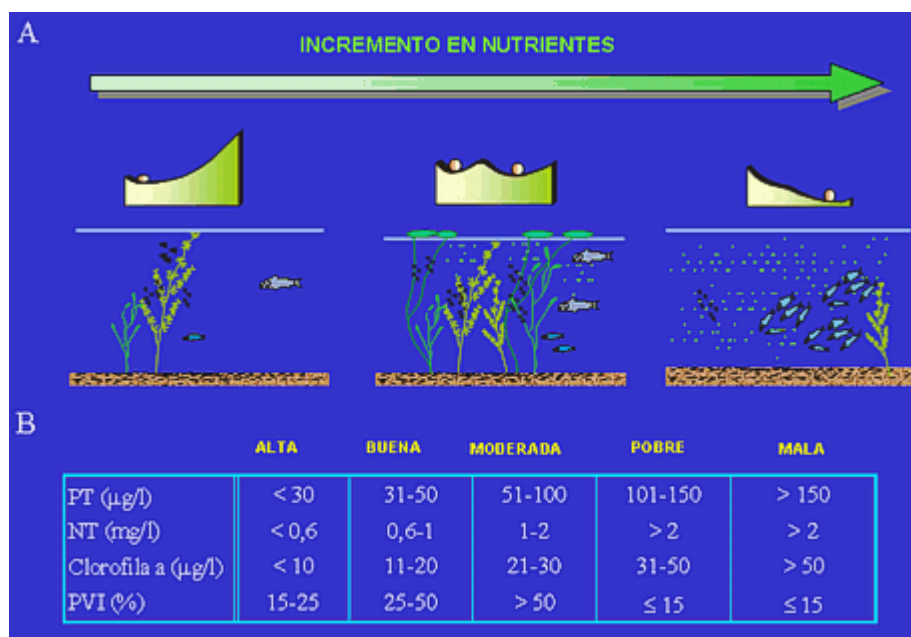 A
INCREMENTO EN NUTRIENTES
B
ALTA BUENA MODERADA POBRE MALA
PT (µg/l) < 30 31-50 51-100 101-150 > 150
NT (mg/l) < 0,6 0,6-1 1-2 > 2 > 2
Clorofila a (µg/l) < 10 11-20 21-30 31-50 > 50
PVI (%) 15-25 25-50 > 50 ≤ 15 ≤ 15